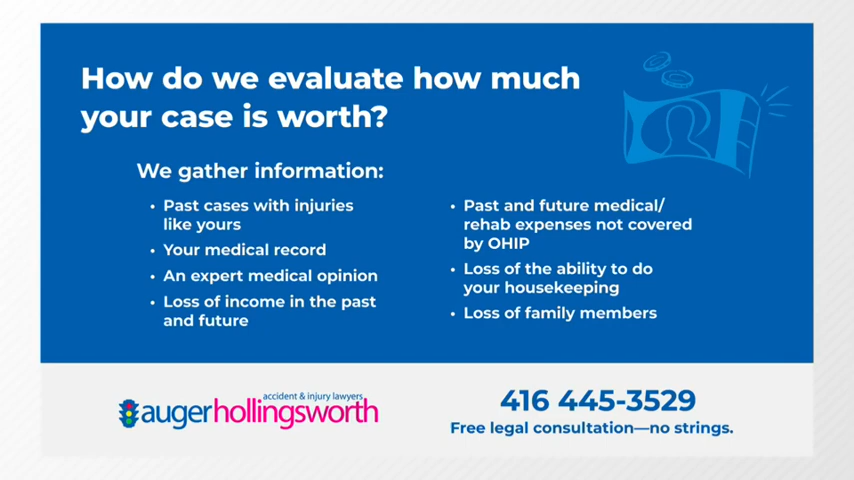 How do we evaluate how much
your case is worth?
We gather information:
• Past cases with injuries
like yours
• Your medical record
• An expert medical opinion
• Loss of income in the past
and future
• Past and future medical/
rehab expenses not covered
by OHIP
• Loss of the ability to do
your housekeeping
• Loss of family members
accident & injury lawyers
augerhollingsworth
416 445-3529
Free legal consultation—no strings.